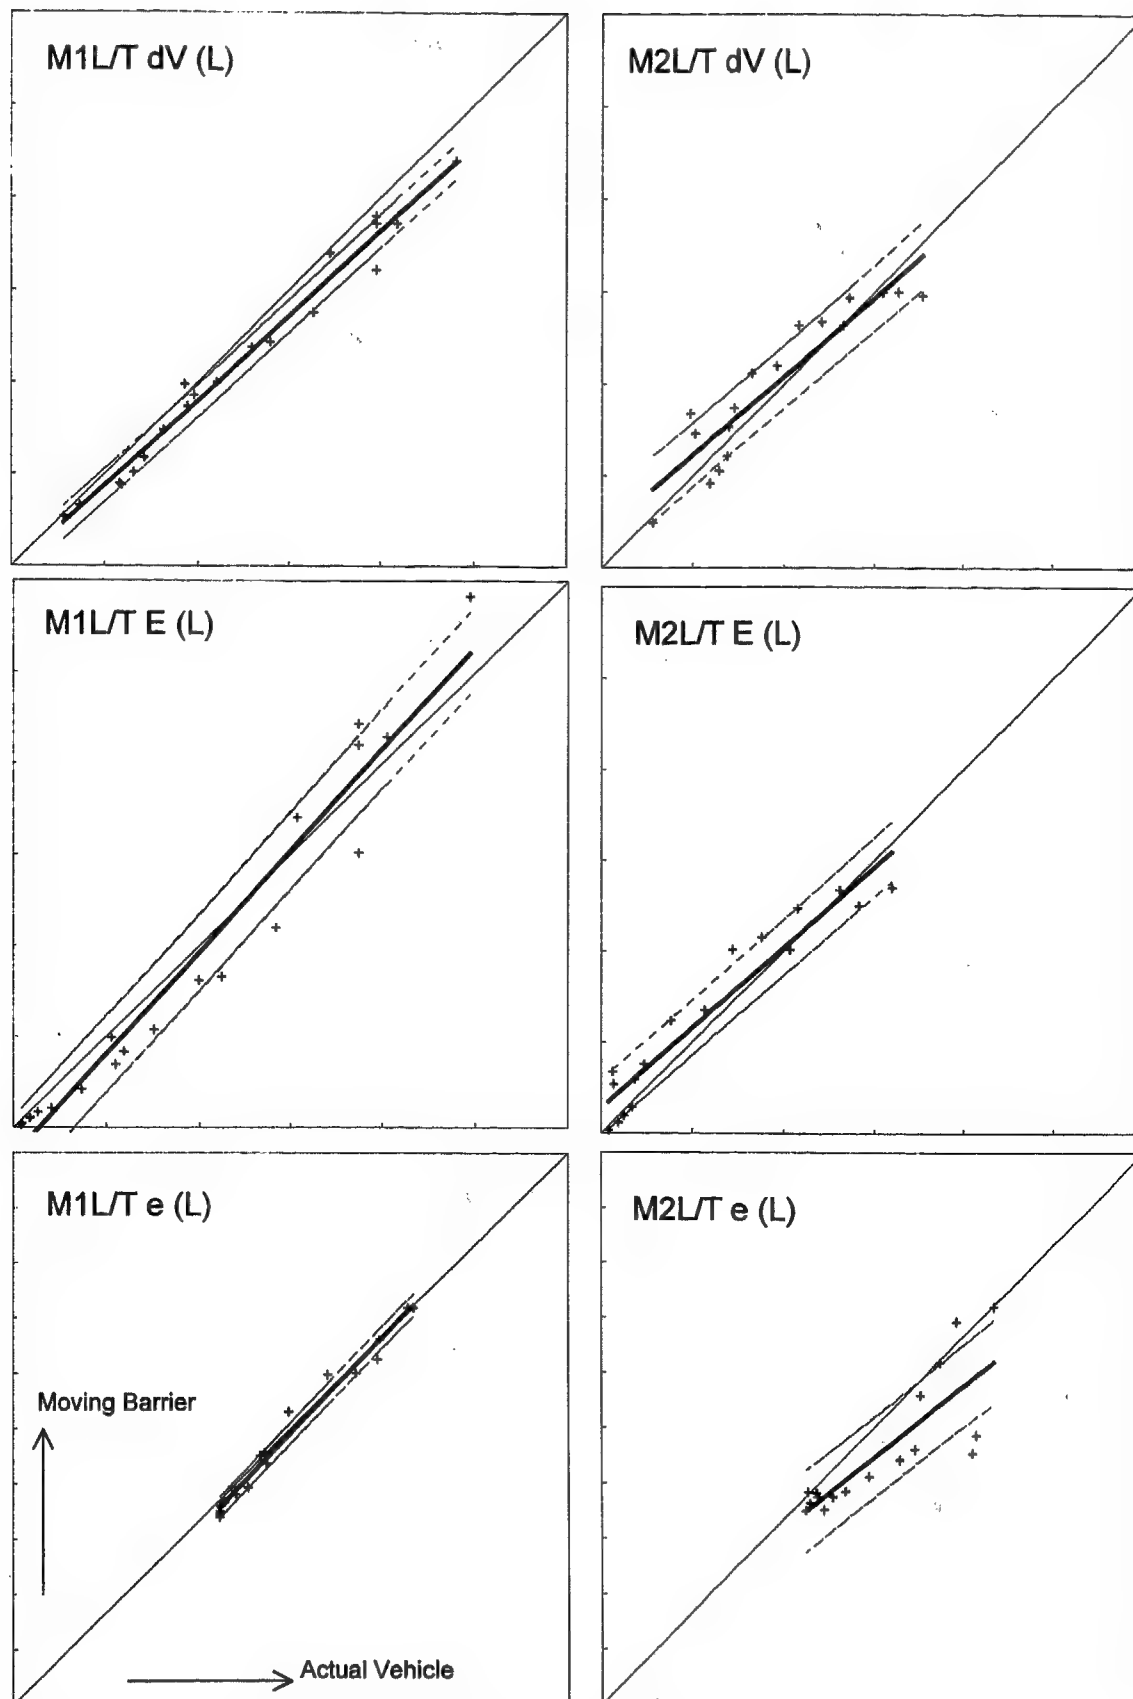 M1L/T dV (L)
M2L/T dV (L)
M1L/T E (L)
M2L/T E (L)
M1L/T e (L)
M2L/T e (L)
Moving Barrier
Actual Vehicle